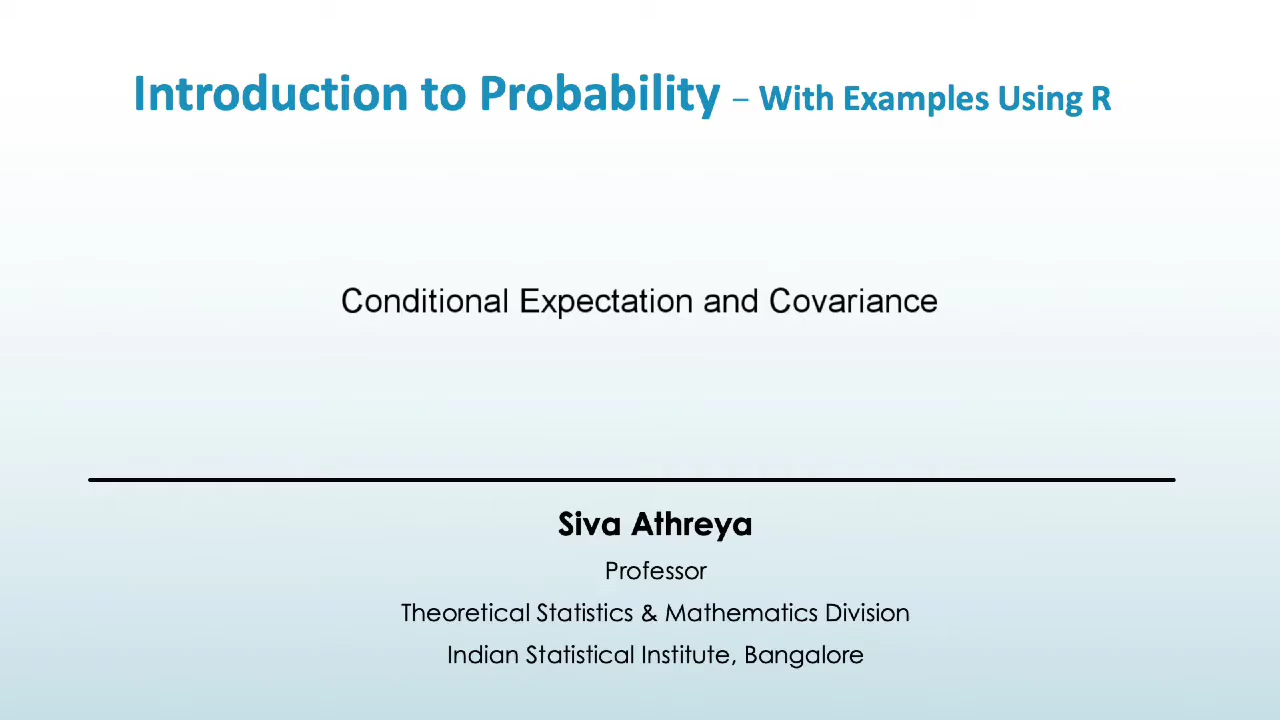 Introduction to Probability – With Examples Using R
Conditional Expectation and Covariance
Siva Athreya
Professor
Theoretical Statistics & Mathematics Division
Indian Statistical Institute, Bangalore